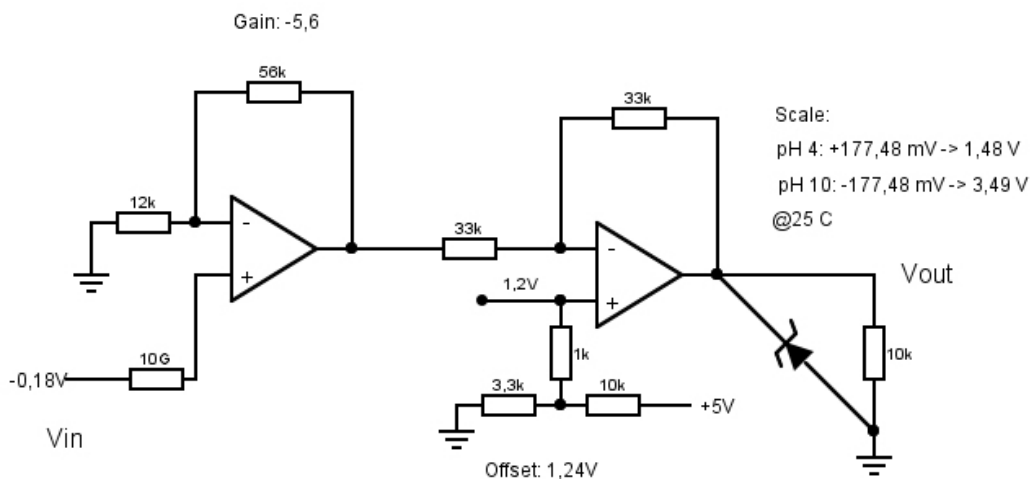 Gain: -5,6
56k
33k
Scale:
pH 4: +177,48 mV -> 1,48 V
pH 10: -177,48 mV -> 3,49 V
@25 C
12k
-
+
33k
-
+
1,2V
Vout
1k
10k
10G
-0,18V
3,3k
10k
+5V
Vin
Offset: 1,24V